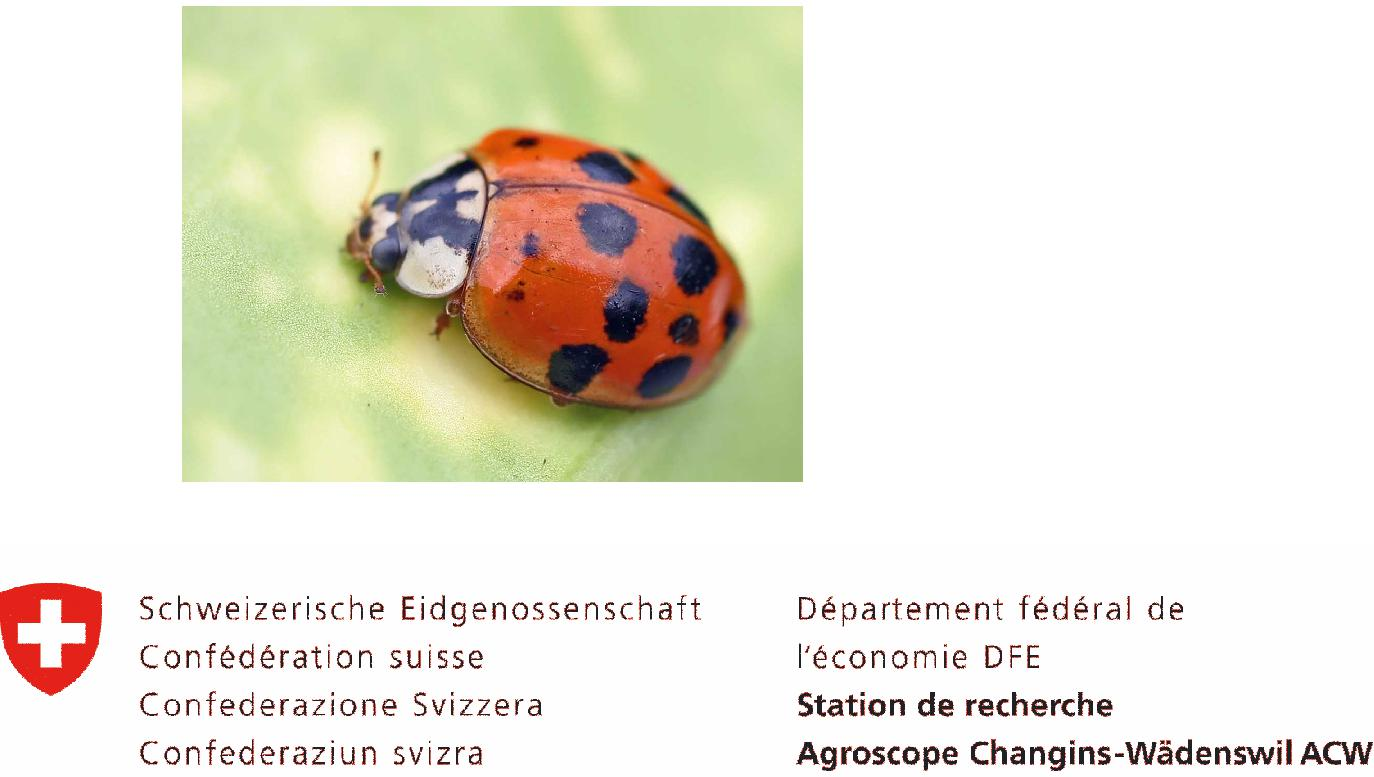 Schweizerische Eidgenossenschaft
Confédération suisse
Confederazione Svizzera
Confederaziun svizra
Département fédéral de
l'économie DFE
Station de recherche
Agroscope Changins-Wädenswil ACW